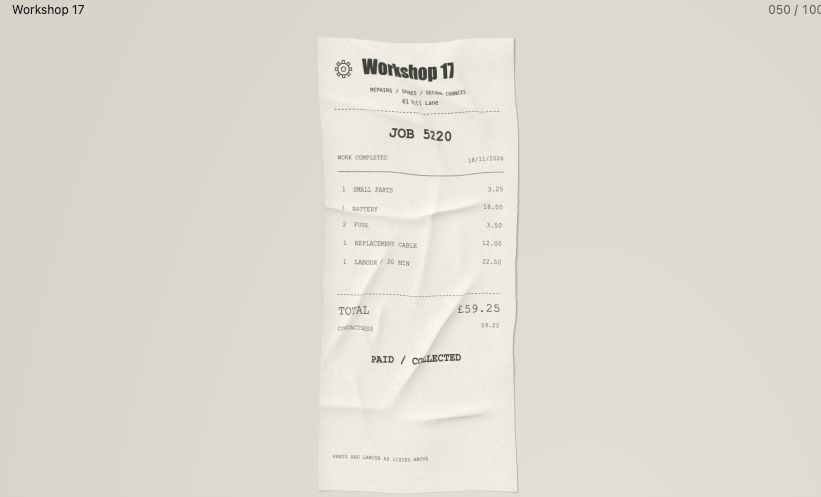 Workshop 17
050 / 100
Workshop 17
REPAIRS / SPARES / SECOND CHANCES
61 Mill Lane
JOB 5220
WORK COMPLETED 18/11/2026
1 SMALL PARTS 3.25
1 BATTERY 18.00
2 FUSE 3.50
1 REPLACEMENT CABLE 12.00
1 LABOUR / 30 MIN 22.50
TOTAL £59.25
CONTACTLESS 59.25
PAID / COLLECTED
PARTS AND LABOUR AS LISTED ABOVE